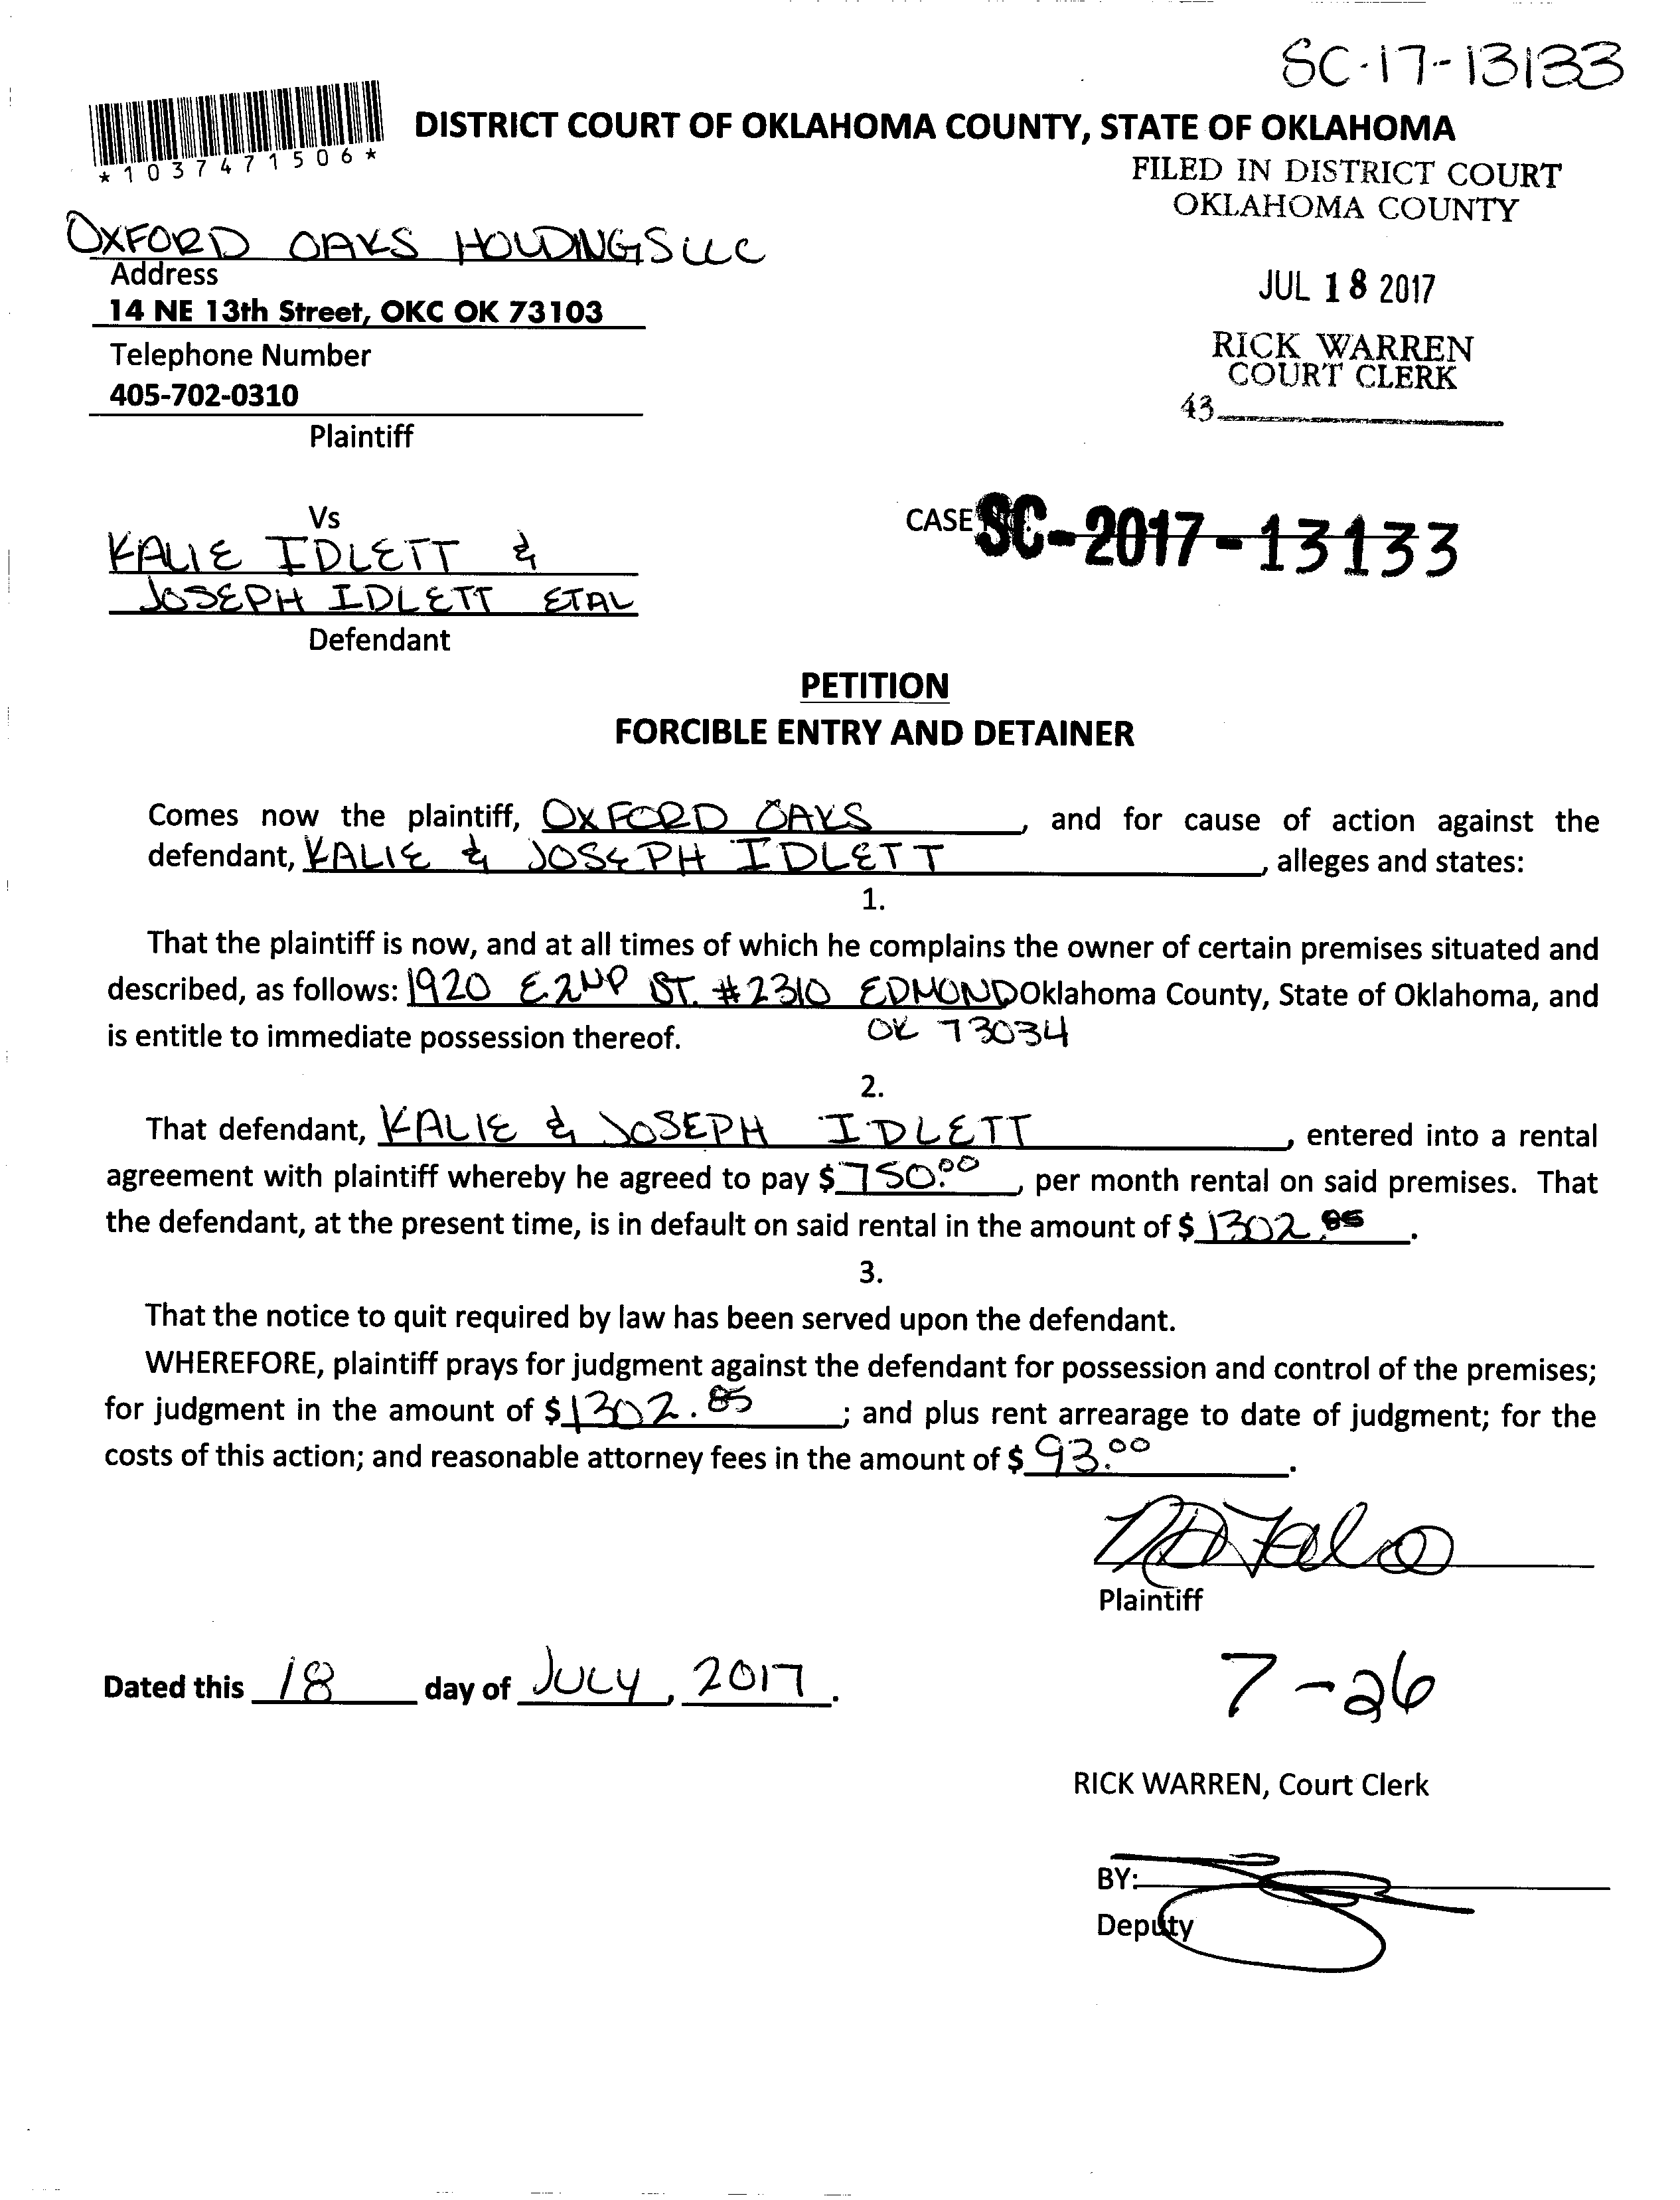 SC-17-13133
*1037471506*
DISTRICT COURT OF OKLAHOMA COUNTY, STATE OF OKLAHOMA
FILED IN DISTRICT COURT
OKLAHOMA COUNTY
OXFORD OAKS HOLDINGS LLC
Address
14 NE 13th Street, OKC OK 73103
JUL 18 2017
Telephone Number
405-702-0310
RICK WARREN
COURT CLERK
43
Plaintiff
Vs
CASE SC-2017-13133
KALIE IDLETT &
JOSEPH IDLETT ETAL
Defendant
PETITION
FORCIBLE ENTRY AND DETAINER
Comes now the plaintiff, OXFORD OAKS, and for cause of action against the
defendant, KALIE & JOSEPH IDLETT, alleges and states:
1.
That the plaintiff is now, and at all times of which he complains the owner of certain premises situated and
described, as follows: 1920 E. 2ND ST. #2310 EDMOND Oklahoma County, State of Oklahoma, and
is entitle to immediate possession thereof. OK 73034
2.
That defendant, KALIE & JOSEPH IDLETT, entered into a rental
agreement with plaintiff whereby he agreed to pay $750.00, per month rental on said premises. That
the defendant, at the present time, is in default on said rental in the amount of $1302.85.
3.
That the notice to quit required by law has been served upon the defendant.
WHEREFORE, plaintiff prays for judgment against the defendant for possession and control of the premises;
for judgment in the amount of $1302.85; and plus rent arrearage to date of judgment; for the
costs of this action; and reasonable attorney fees in the amount of $93.00.
Plaintiff
Dated this 18 day of JULY, 2017.
7-26
RICK WARREN, Court Clerk
BY:
Deputy